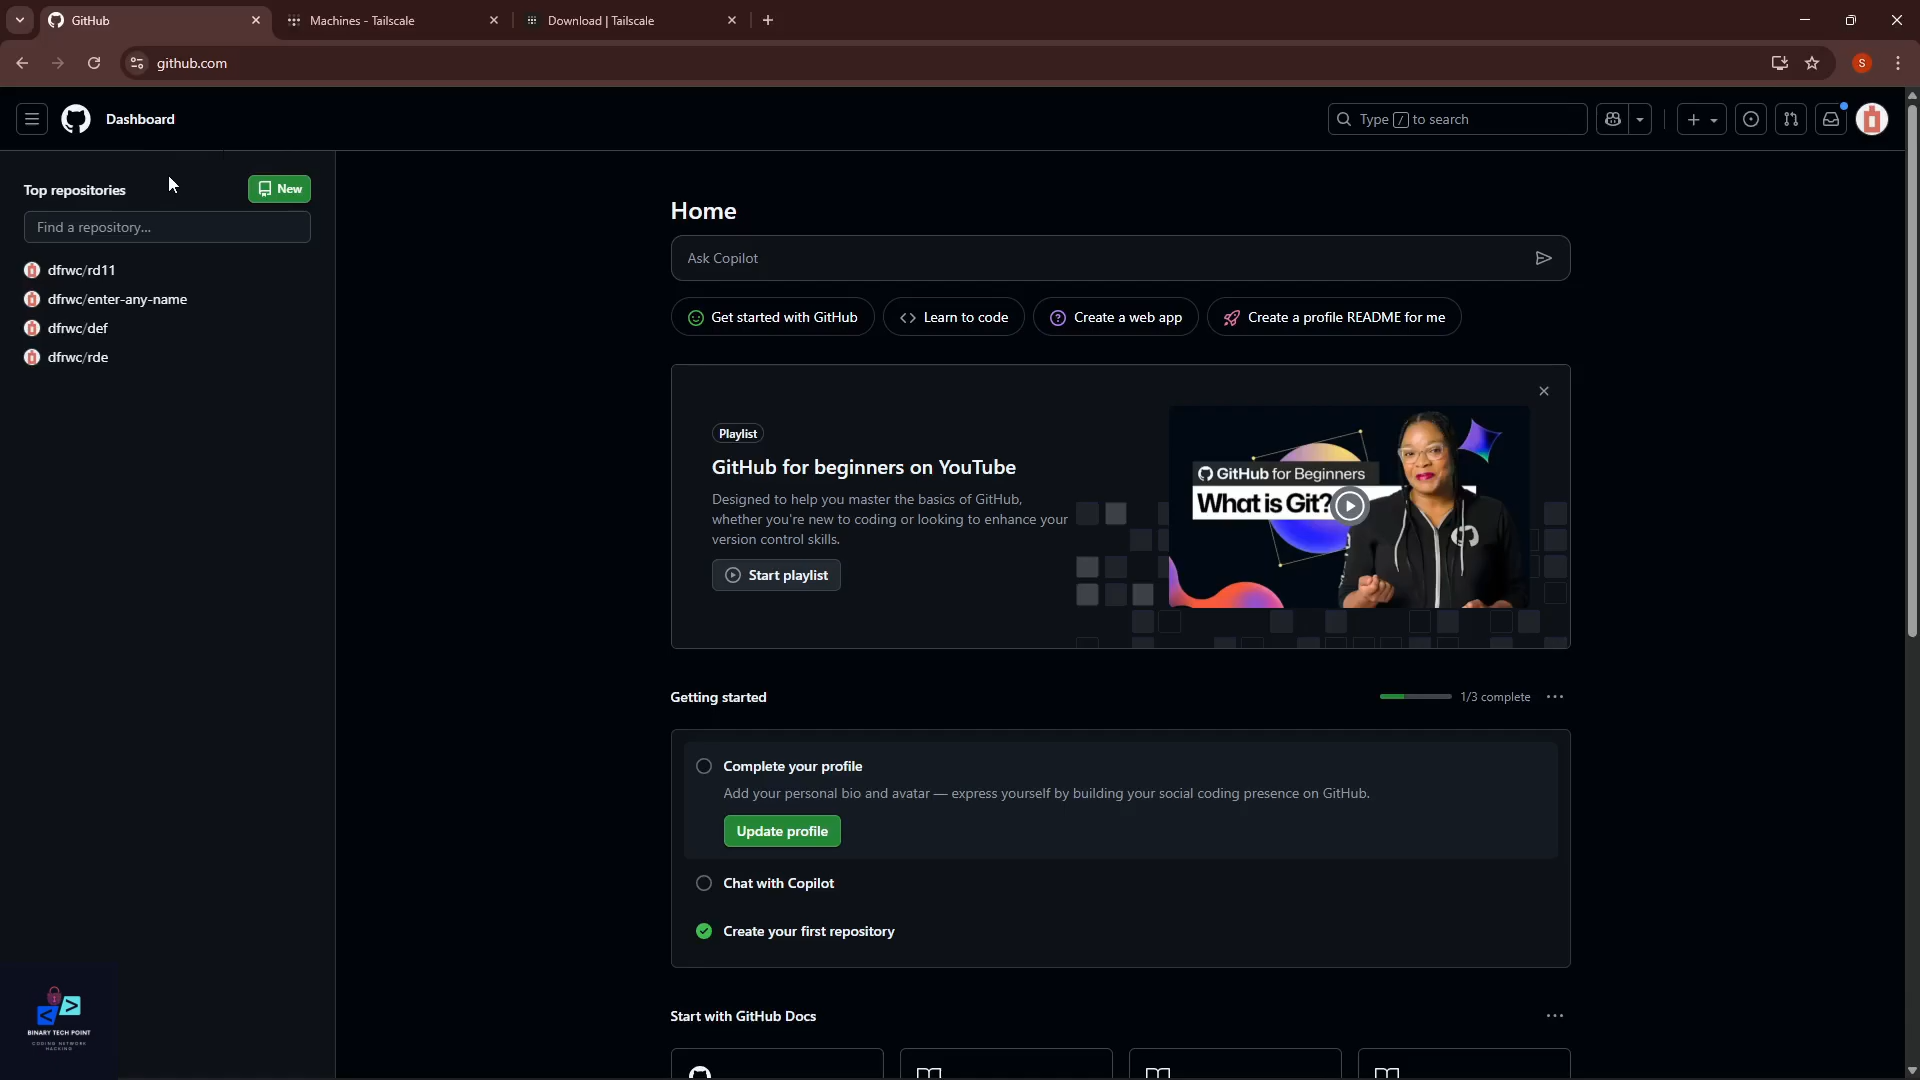 GitHub
Machines - Tailscale
Download | Tailscale
github.com
S
Dashboard
Type / to search
Top repositories
New
Find a repository...
dfrwc/rd11
dfrwc/enter-any-name
dfrwc/def
dfrwc/rde
Home
Ask Copilot
Get started with GitHub
Learn to code
Create a web app
Create a profile README for me
Playlist
GitHub for beginners on YouTube
Designed to help you master the basics of GitHub,
whether you're new to coding or looking to enhance your
version control skills.
Start playlist
GitHub for Beginners
What is Git?
Getting started
1/3 complete
Complete your profile
Add your personal bio and avatar — express yourself by building your social coding presence on GitHub.
Update profile
Chat with Copilot
Create your first repository
Start with GitHub Docs
BINARY TECH POINT
CODING NETWORK
HACKING